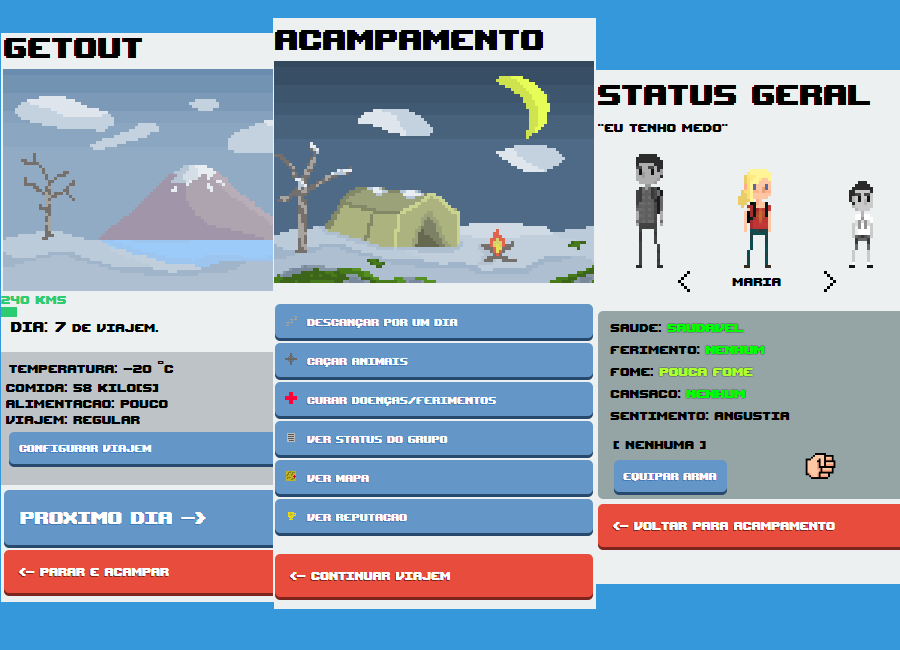 GETOUT
240 KMS
DIA: 7 DE VIAJEM.
TEMPERATURA: -20 °C
COMIDA: 58 KILO[S]
ALIMENTACAO: POUCO
VIAJEM: REGULAR
CONFIGURAR VIAJEM
PROXIMO DIA ->
<- PARAR E ACAMPAR
ACAMPAMENTO
DESCANÇAR POR UM DIA
CAÇAR ANIMAIS
CURAR DOENÇAS/FERIMENTOS
VER STATUS DO GRUPO
VER MAPA
VER REPUTACAO
<- CONTINUAR VIAJEM
STATUS GERAL
"EU TENHO MEDO"
< MARIA >
SAUDE: SAUDAVEL
FERIMENTO: NENHUM
FOME: POUCA FOME
CANSACO: NENHUM
SENTIMENTO: ANGUSTIA
[ NENHUMA ]
EQUIPAR ARMA
<- VOLTAR PARA ACAMPAMENTO